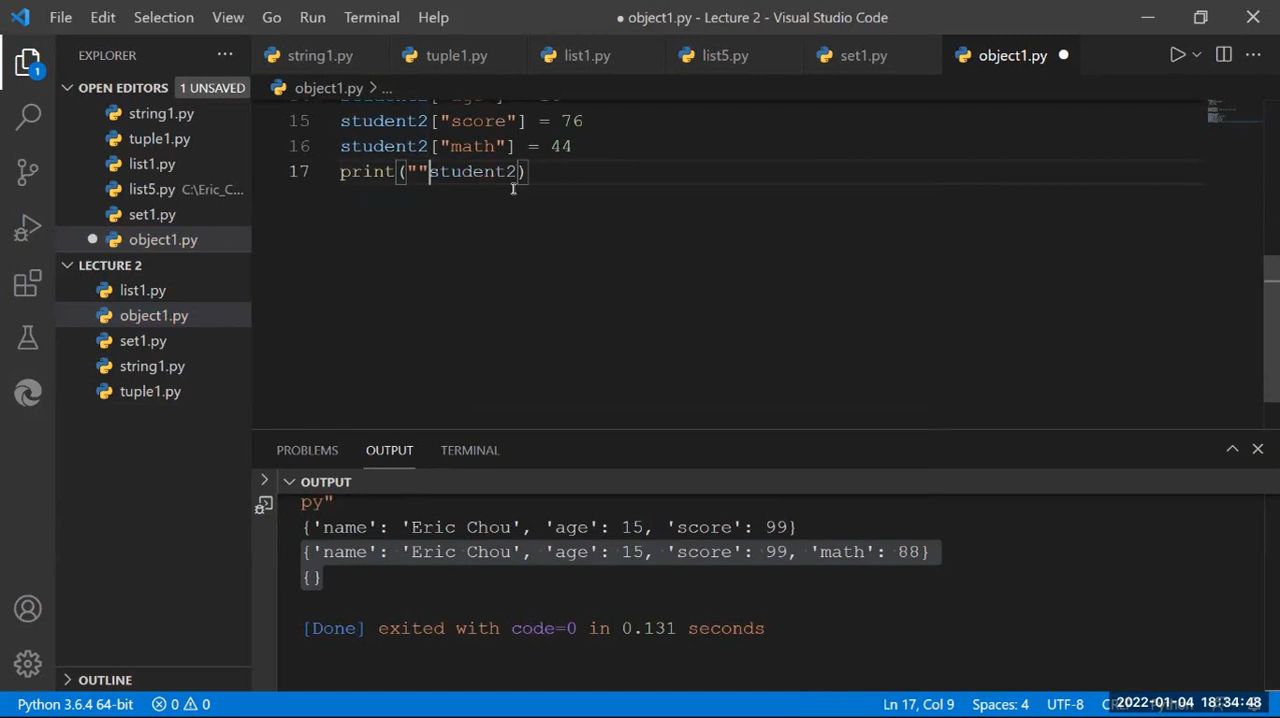 File Edit Selection View Go Run Terminal Help
● object1.py - Lecture 2 - Visual Studio Code
EXPLORER ...
string1.py tuple1.py list1.py list5.py set1.py object1.py ...
OPEN EDITORS 1 UNSAVED
object1.py > ...
string1.py
tuple1.py
list1.py
list5.py C:\Eric_C...
set1.py
object1.py
LECTURE 2
list1.py
object1.py
set1.py
string1.py
tuple1.py
OUTLINE
15 student2["score"] = 76
16 student2["math"] = 44
17 print(""student2)
PROBLEMS OUTPUT TERMINAL
OUTPUT
py"
{'name': 'Eric Chou', 'age': 15, 'score': 99}
{'name': 'Eric Chou', 'age': 15, 'score': 99, 'math': 88}
{}
[Done] exited with code=0 in 0.131 seconds
1
Python 3.6.4 64-bit 0 0 Ln 17, Col 9 Spaces: 4 UTF-8
2022-01-04 18:34:48